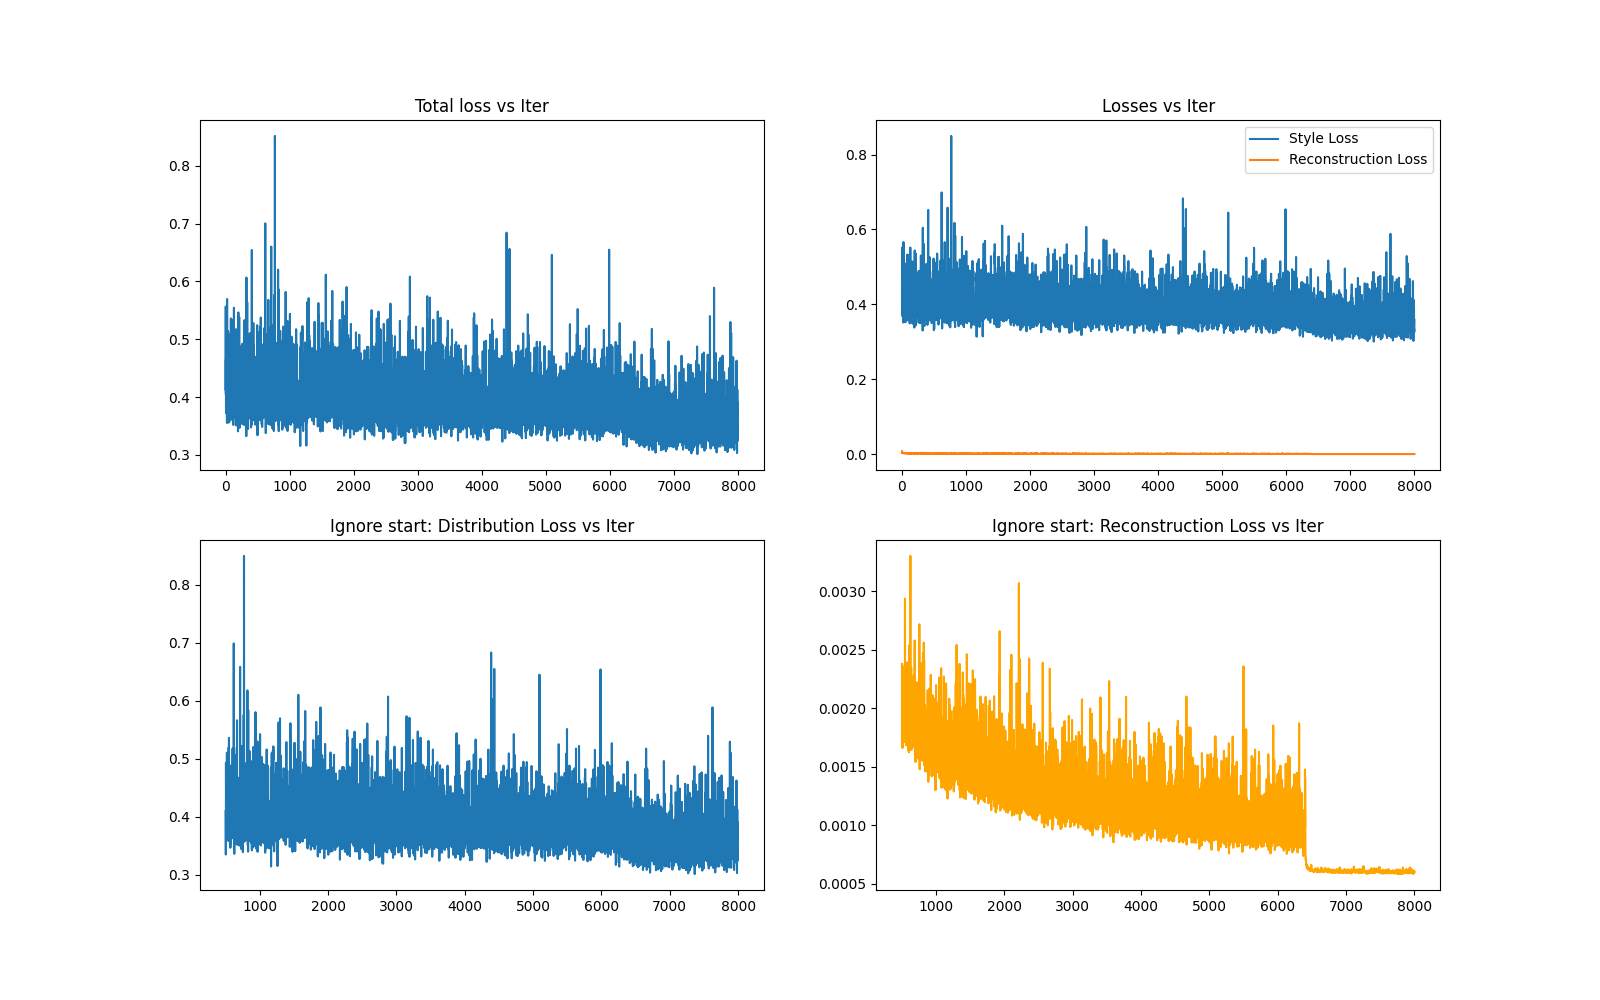 Total loss vs Iter
0.8
0.7
0.6
0.5
0.4
0.3
0 1000 2000 3000 4000 5000 6000 7000 8000
Losses vs Iter
Style Loss
Reconstruction Loss
0.8
0.6
0.4
0.2
0.0
0 1000 2000 3000 4000 5000 6000 7000 8000
Ignore start: Distribution Loss vs Iter
0.8
0.7
0.6
0.5
0.4
0.3
1000 2000 3000 4000 5000 6000 7000 8000
Ignore start: Reconstruction Loss vs Iter
0.0030
0.0025
0.0020
0.0015
0.0010
0.0005
1000 2000 3000 4000 5000 6000 7000 8000